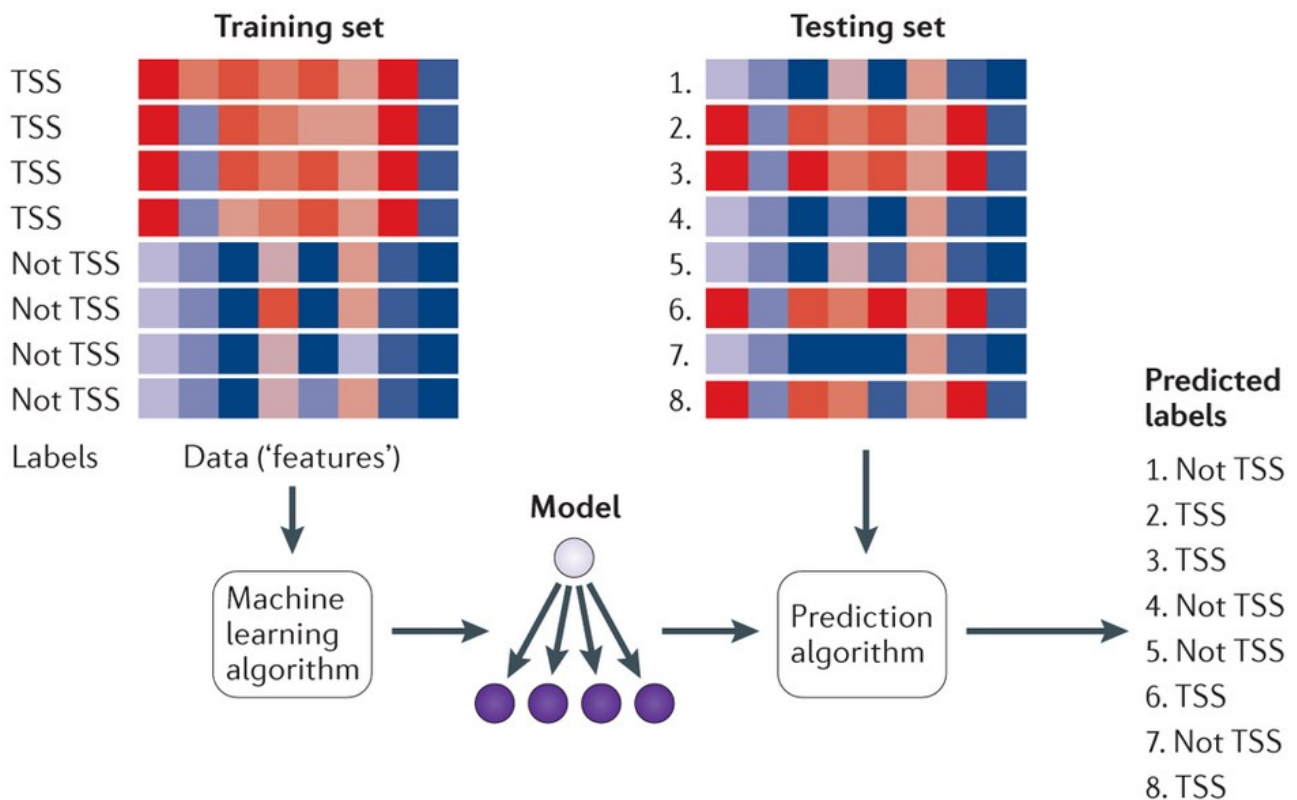 Training set
TSS
TSS
TSS
TSS
Not TSS
Not TSS
Not TSS
Not TSS
Labels
Data (‘features’)
Testing set
1.
2.
3.
4.
5.
6.
7.
8.
Machine
learning
algorithm
Model
Prediction
algorithm
Predicted
labels
1. Not TSS
2. TSS
3. TSS
4. Not TSS
5. Not TSS
6. TSS
7. Not TSS
8. TSS